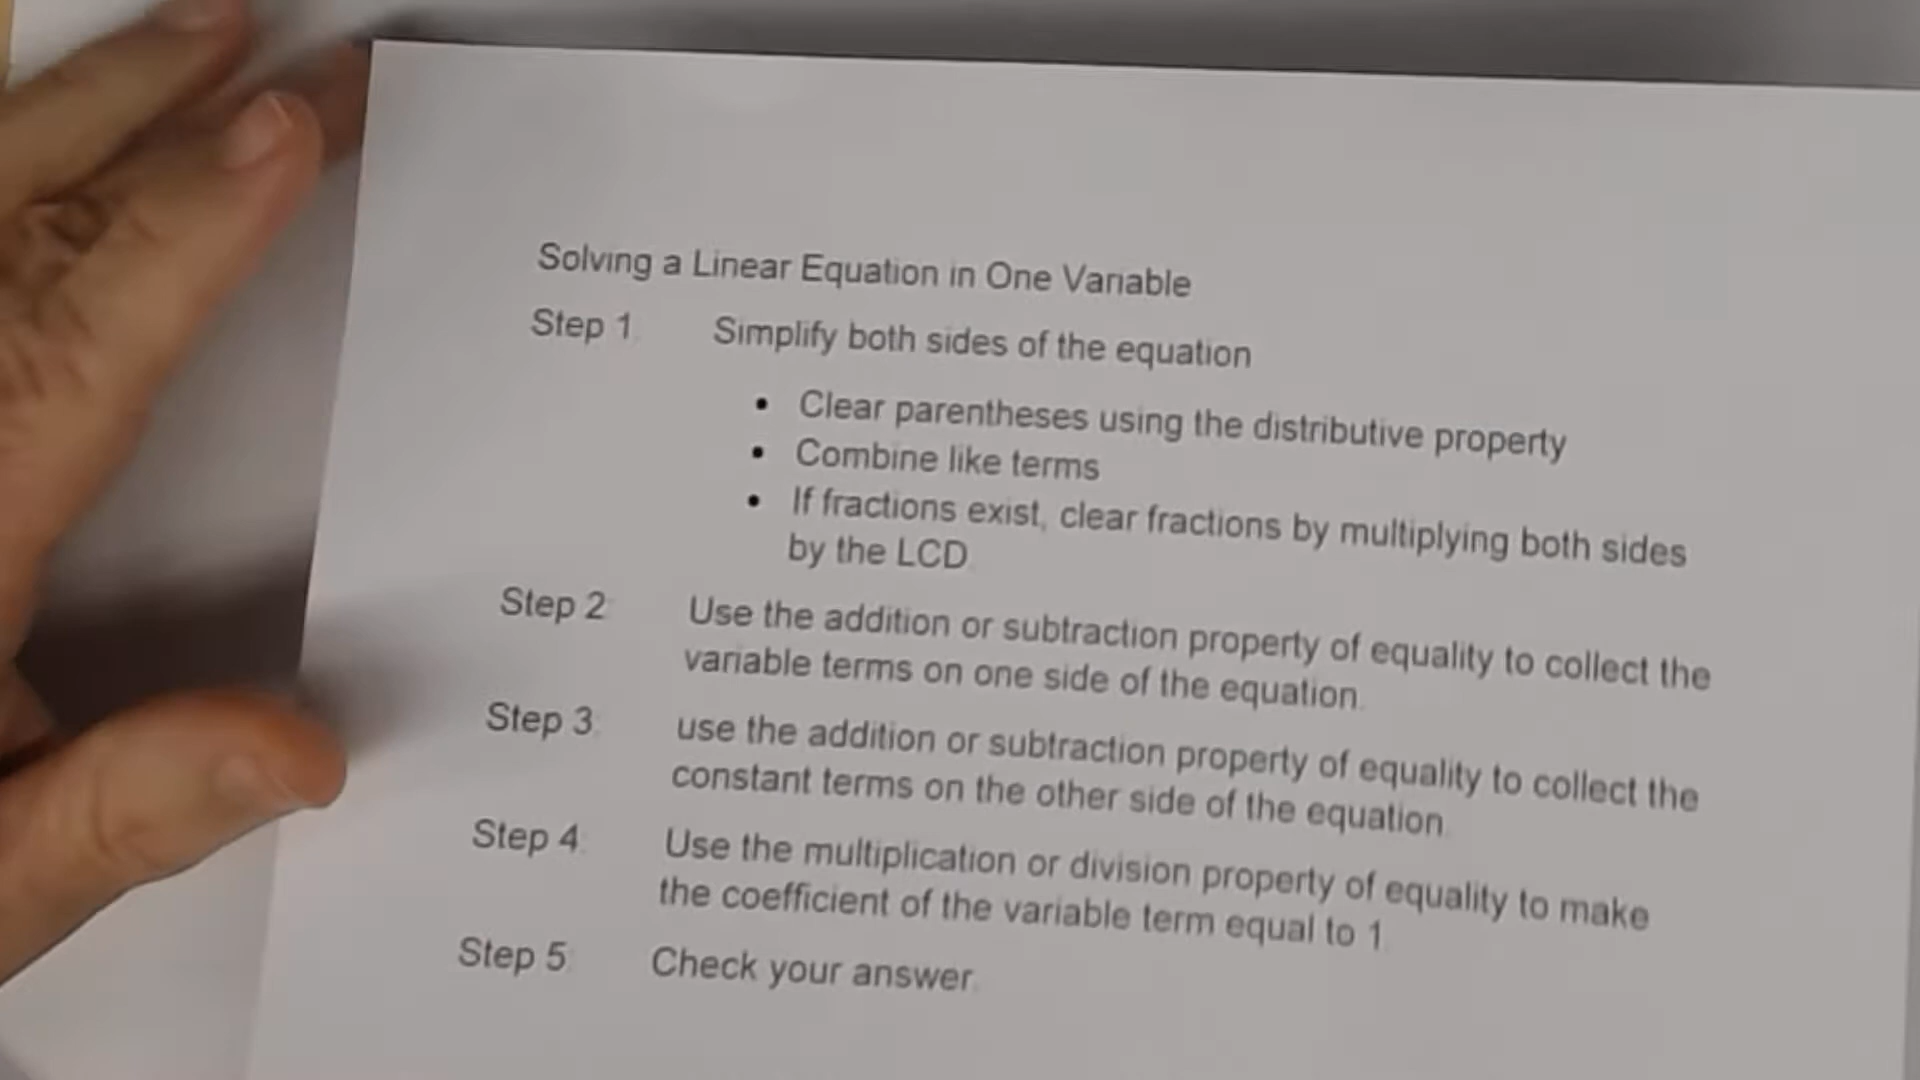 Solving a Linear Equation in One Variable
Step 1. Simplify both sides of the equation
• Clear parentheses using the distributive property
• Combine like terms
• If fractions exist, clear fractions by multiplying both sides
by the LCD.
Step 2. Use the addition or subtraction property of equality to collect the
variable terms on one side of the equation.
Step 3. use the addition or subtraction property of equality to collect the
constant terms on the other side of the equation.
Step 4. Use the multiplication or division property of equality to make
the coefficient of the variable term equal to 1.
Step 5. Check your answer.